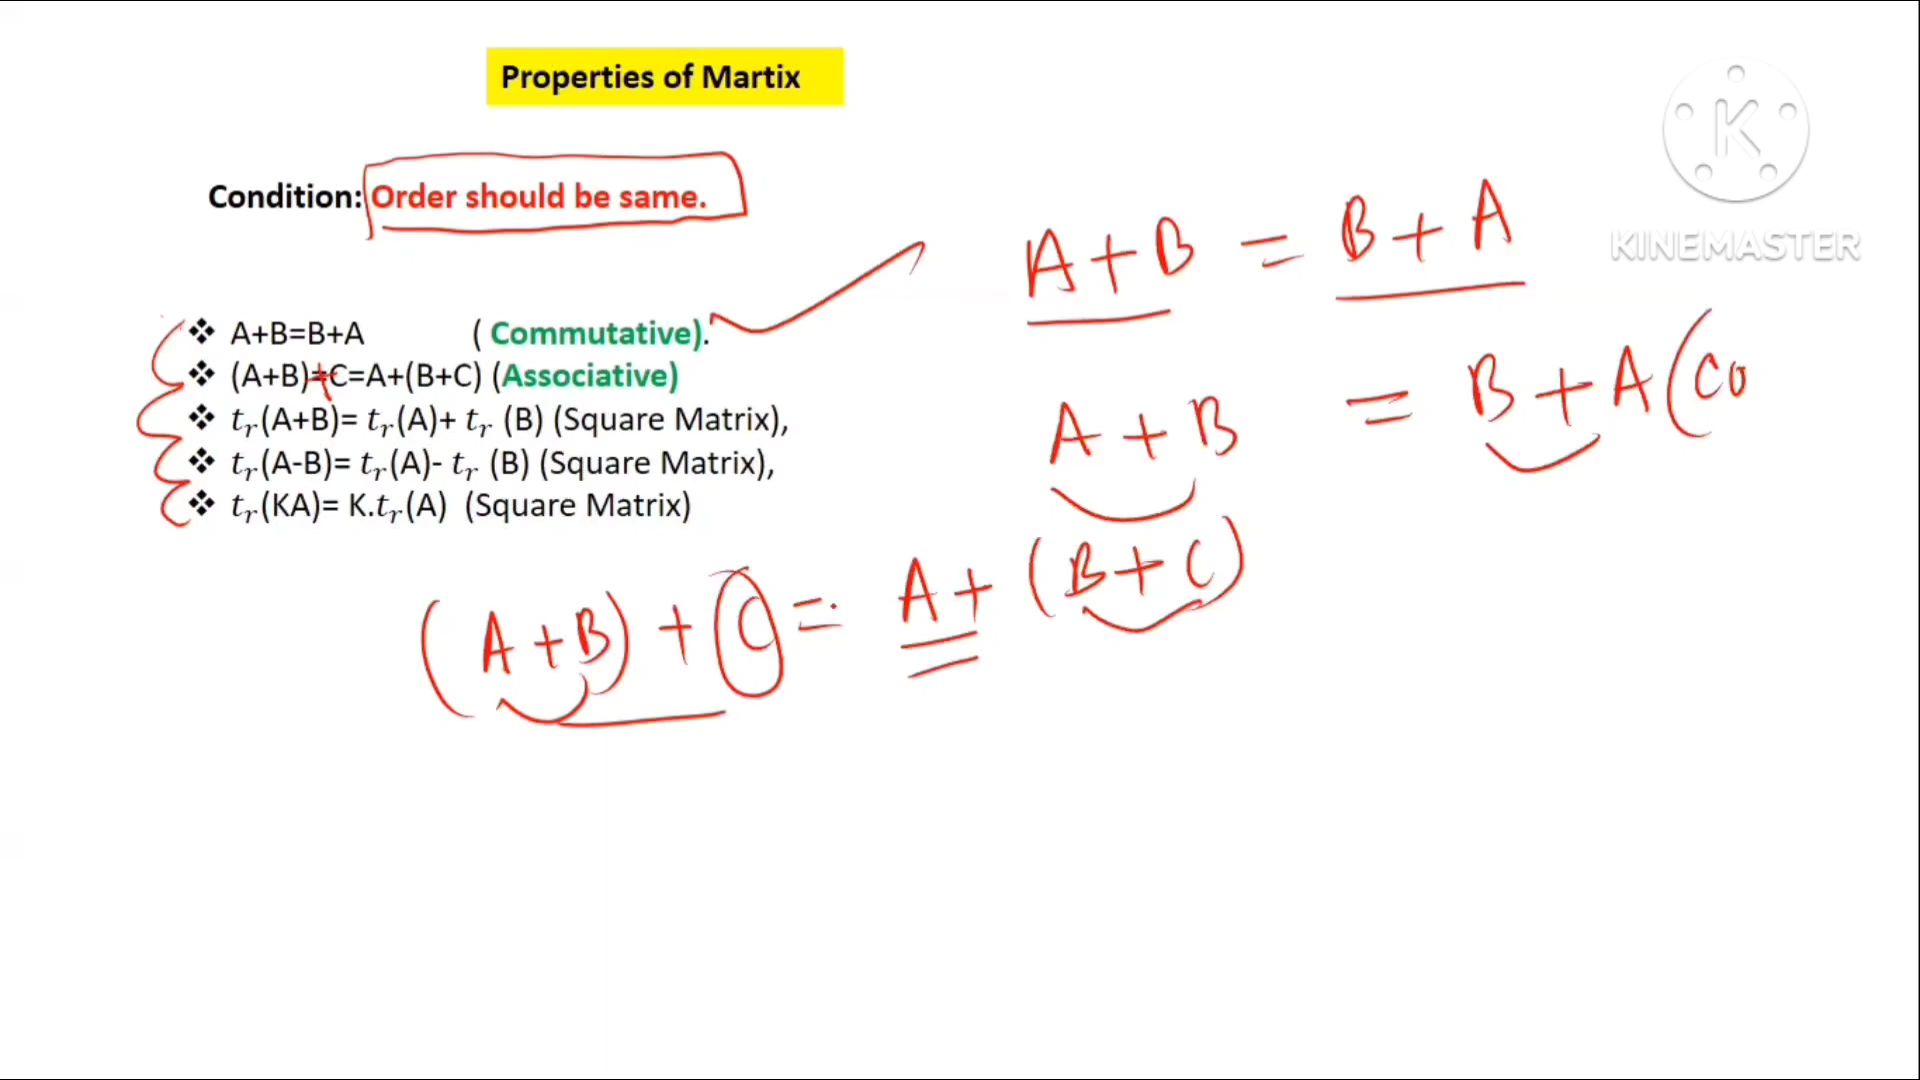 Properties of Martix
Condition: Order should be same.
K
KINEMASTER
A+B = B+A
❖ A+B=B+A ( Commutative).
❖ (A+B)+C=A+(B+C) (Associative)
❖ tᵣ(A+B)= tᵣ(A)+ tᵣ (B) (Square Matrix),
❖ tᵣ(A-B)= tᵣ(A)- tᵣ (B) (Square Matrix),
❖ tᵣ(KA)= K.tᵣ(A) (Square Matrix)
A+B = B+A (Co
(A+B)+C = A+(B+C)